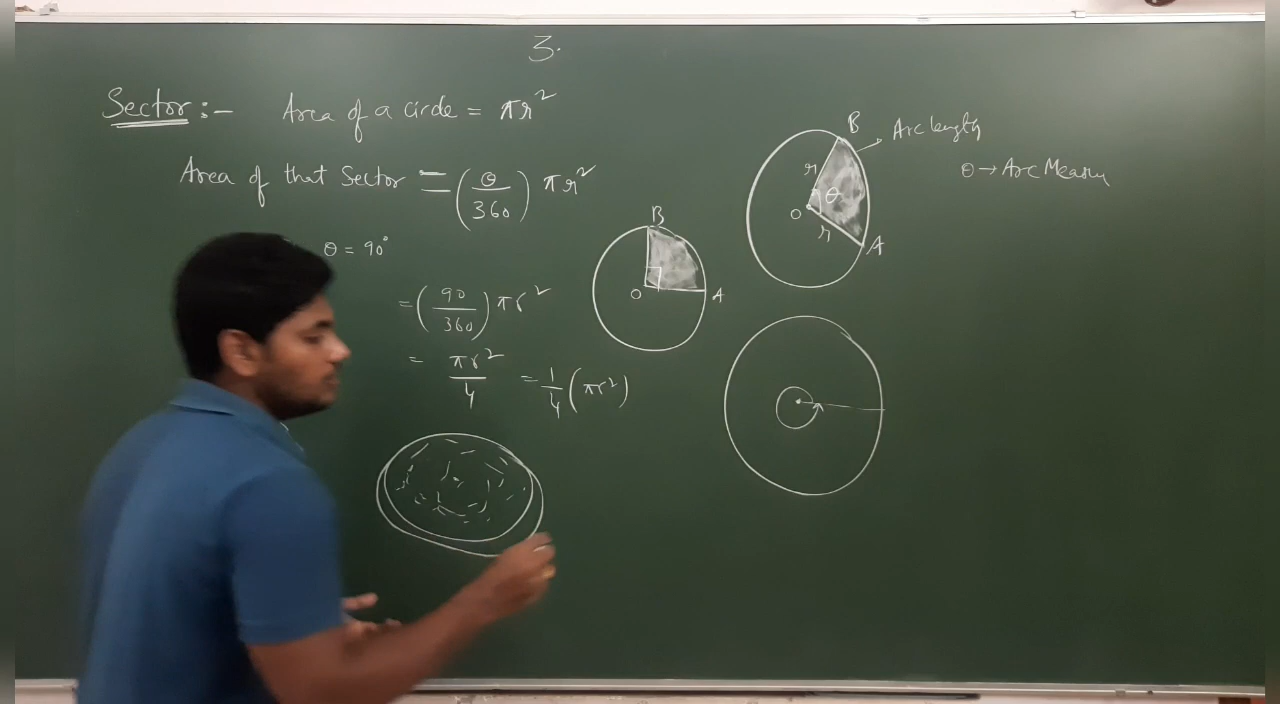 3.
Sector :- Area of a circle = πr²
Area of that Sector = (θ/360) πr²
θ = 90°
= (90/360) πr²
= πr²/4 = 1/4 (πr²)
B
O
A
B
Arc length
r
θ
O
r
A
θ → Arc